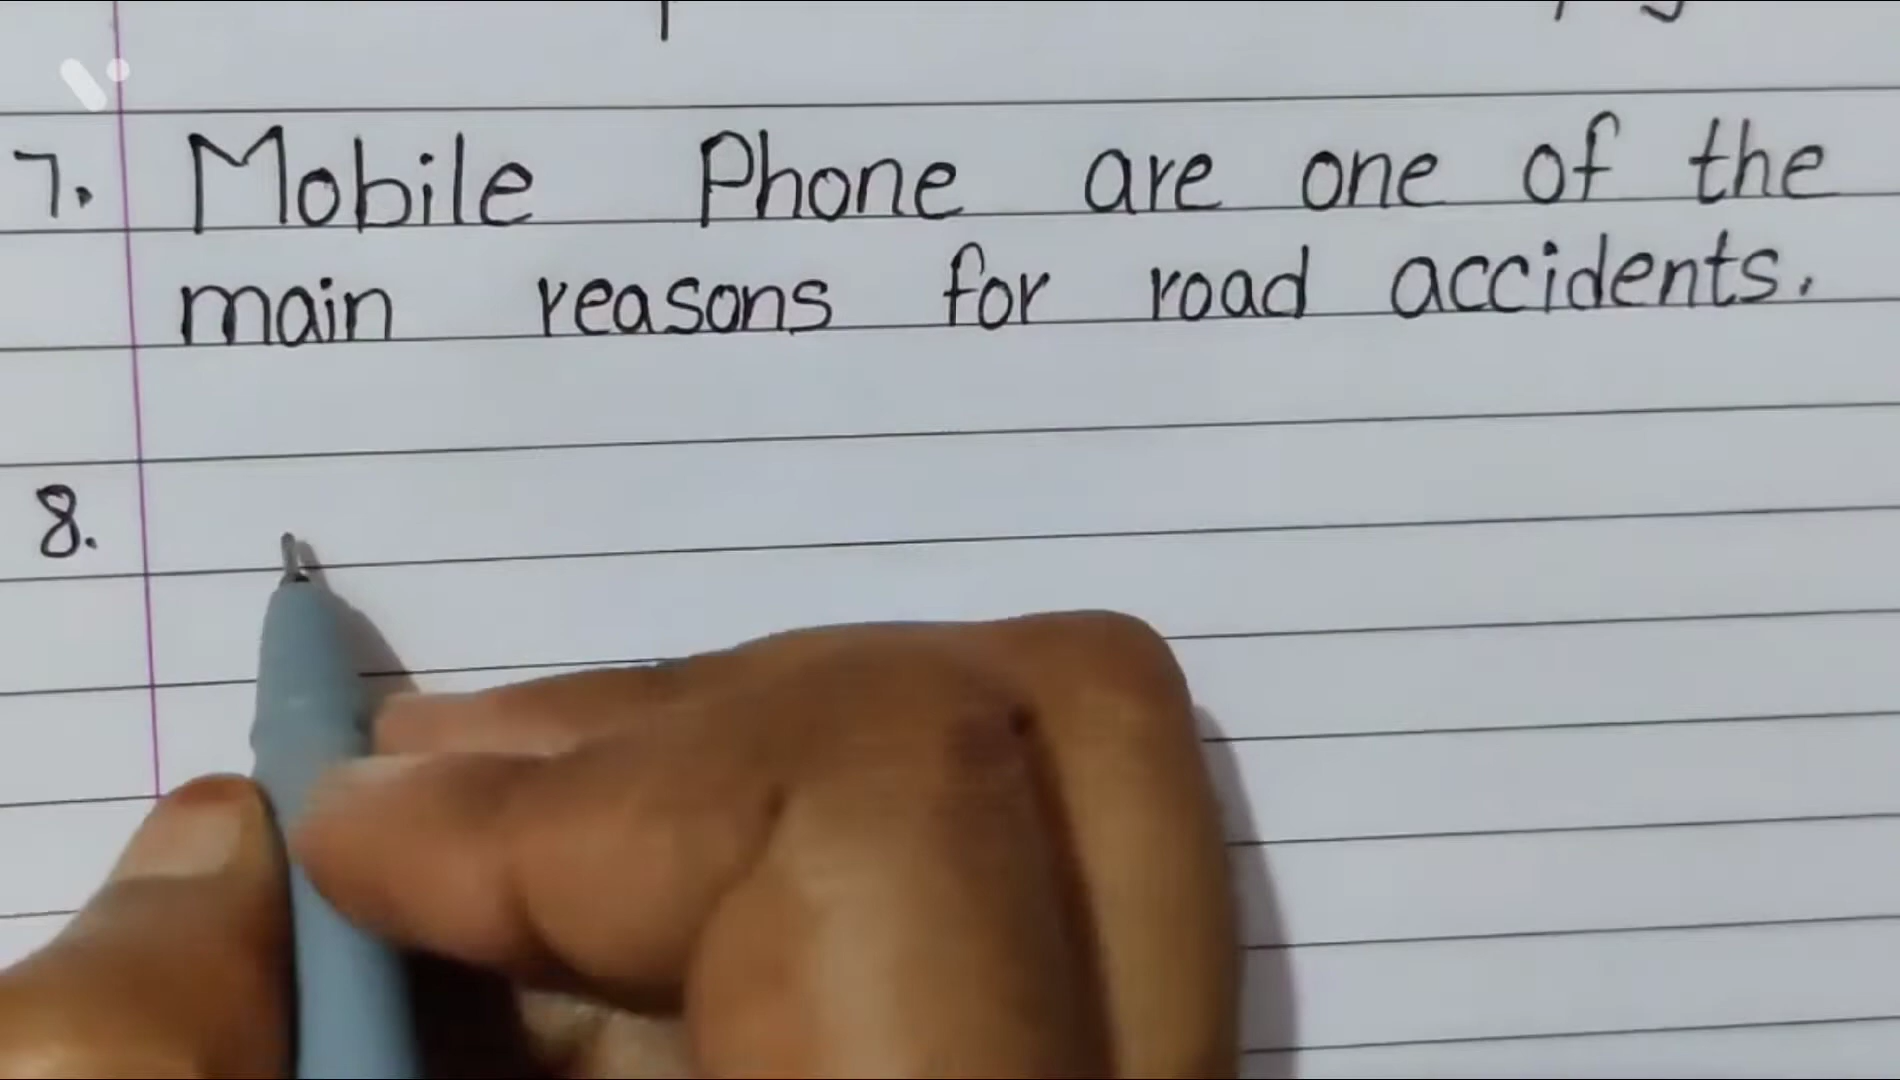 7. Mobile Phone are one of the
main reasons for road accidents.
8.